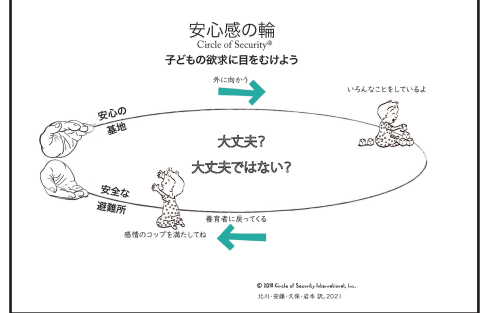 安心感の輪
Circle of Security®
子どもの欲求に目をむけよう
外に向かう
いろんなことをしているよ
安心の
基地
大丈夫?
大丈夫ではない?
安全な
避難所
養育者に戻ってくる
感情のコップを満たしてね
© 2018 Circle of Security International, Inc.
北川・安藤・久保・岩本 訳, 2021